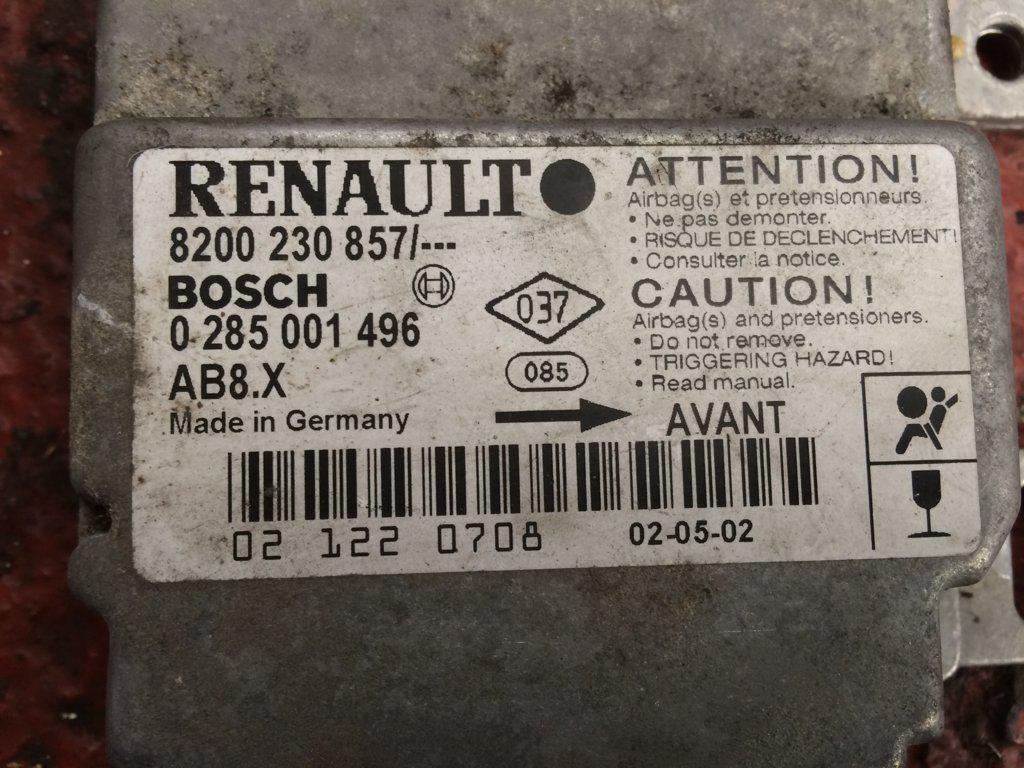 RENAULT
8200 230 857/---
BOSCH
0 285 001 496
AB8.X
Made in Germany
037
085
ATTENTION!
Airbag(s) et pretensionneurs.
• Ne pas demonter.
• RISQUE DE DECLENCHEMENT!
• Consulter la notice.
CAUTION!
Airbag(s) and pretensioners.
• Do not remove.
• TRIGGERING HAZARD!
• Read manual.
AVANT
02 122 0708
02-05-02